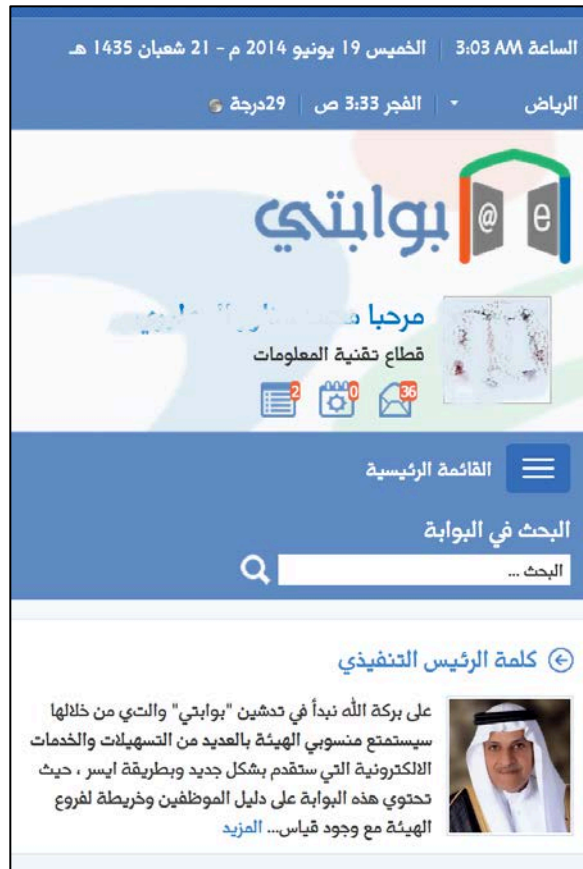 الساعة 3:03 AM | الخميس 19 يونيو 2014 م - 21 شعبان 1435 هـ
الرياض | الفجر 3:33 ص | 29درجة
بوابتي @ e
مرحبا
قطاع تقنية المعلومات
36 0 2
القائمة الرئيسية
البحث في البوابة
البحث ...
كلمة الرئيس التنفيذي
على بركة الله نبدأ في تدشين "بوابتي" والتي من خلالها
سيستمتع منسوبي الهيئة بالعديد من التسهيلات والخدمات
الالكترونية التي ستقدم بشكل جديد وبطريقة ايسر ، حيث
تحتوي هذه البوابة على دليل الموظفين وخريطة لفروع
الهيئة مع وجود قياس... المزيد